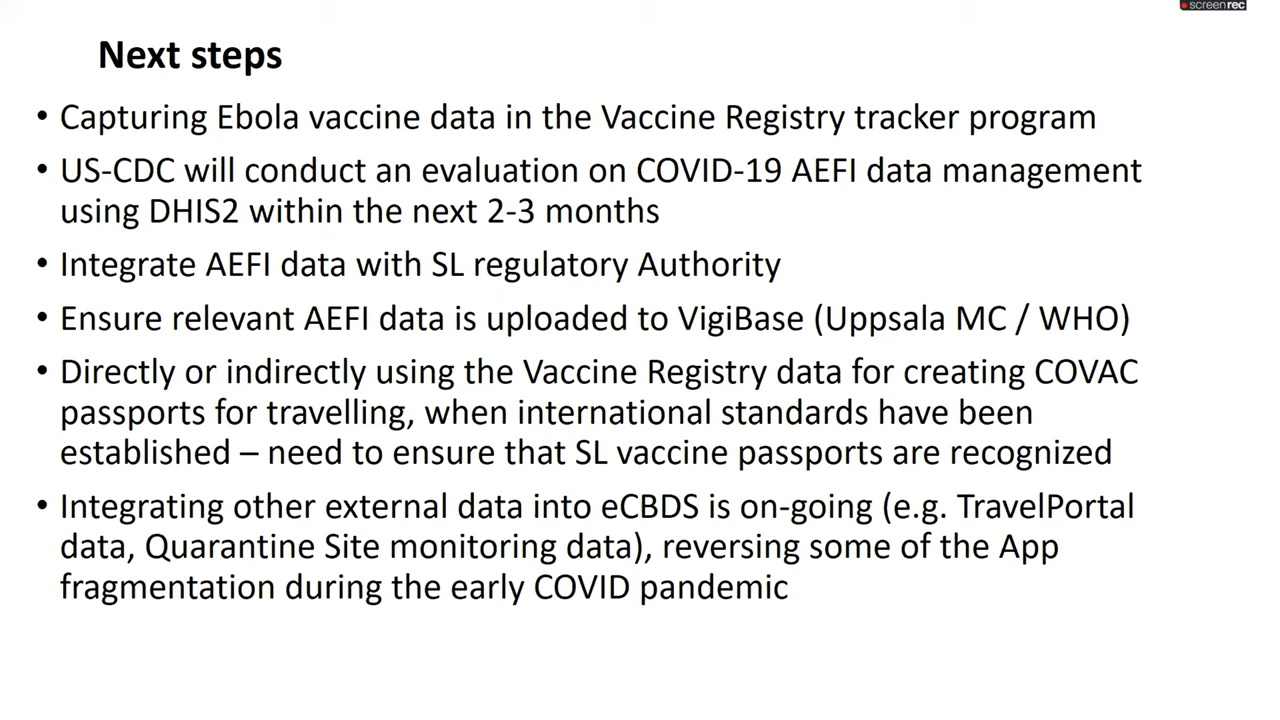 screenrec
Next steps
• Capturing Ebola vaccine data in the Vaccine Registry tracker program
• US-CDC will conduct an evaluation on COVID-19 AEFI data management
using DHIS2 within the next 2-3 months
• Integrate AEFI data with SL regulatory Authority
• Ensure relevant AEFI data is uploaded to VigiBase (Uppsala MC / WHO)
• Directly or indirectly using the Vaccine Registry data for creating COVAC
passports for travelling, when international standards have been
established – need to ensure that SL vaccine passports are recognized
• Integrating other external data into eCBDS is on-going (e.g. TravelPortal
data, Quarantine Site monitoring data), reversing some of the App
fragmentation during the early COVID pandemic